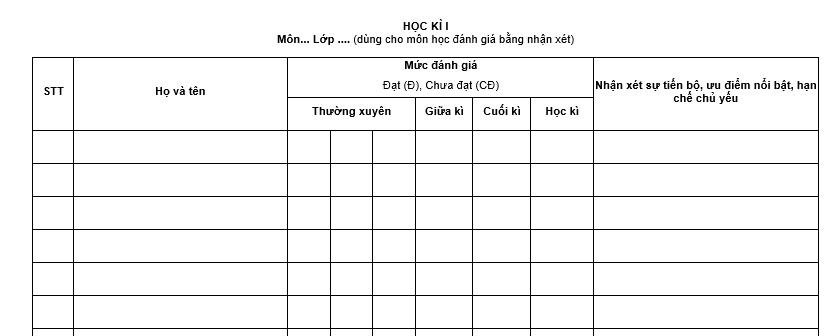 HỌC KÌ I
Môn... Lớp .... (dùng cho môn học đánh giá bằng nhận xét)
STT
Họ và tên
Mức đánh giá
Đạt (Đ), Chưa đạt (CĐ)
Thường xuyên
Giữa kì
Cuối kì
Học kì
Nhận xét sự tiến bộ, ưu điểm nổi bật, hạn
chế chủ yếu